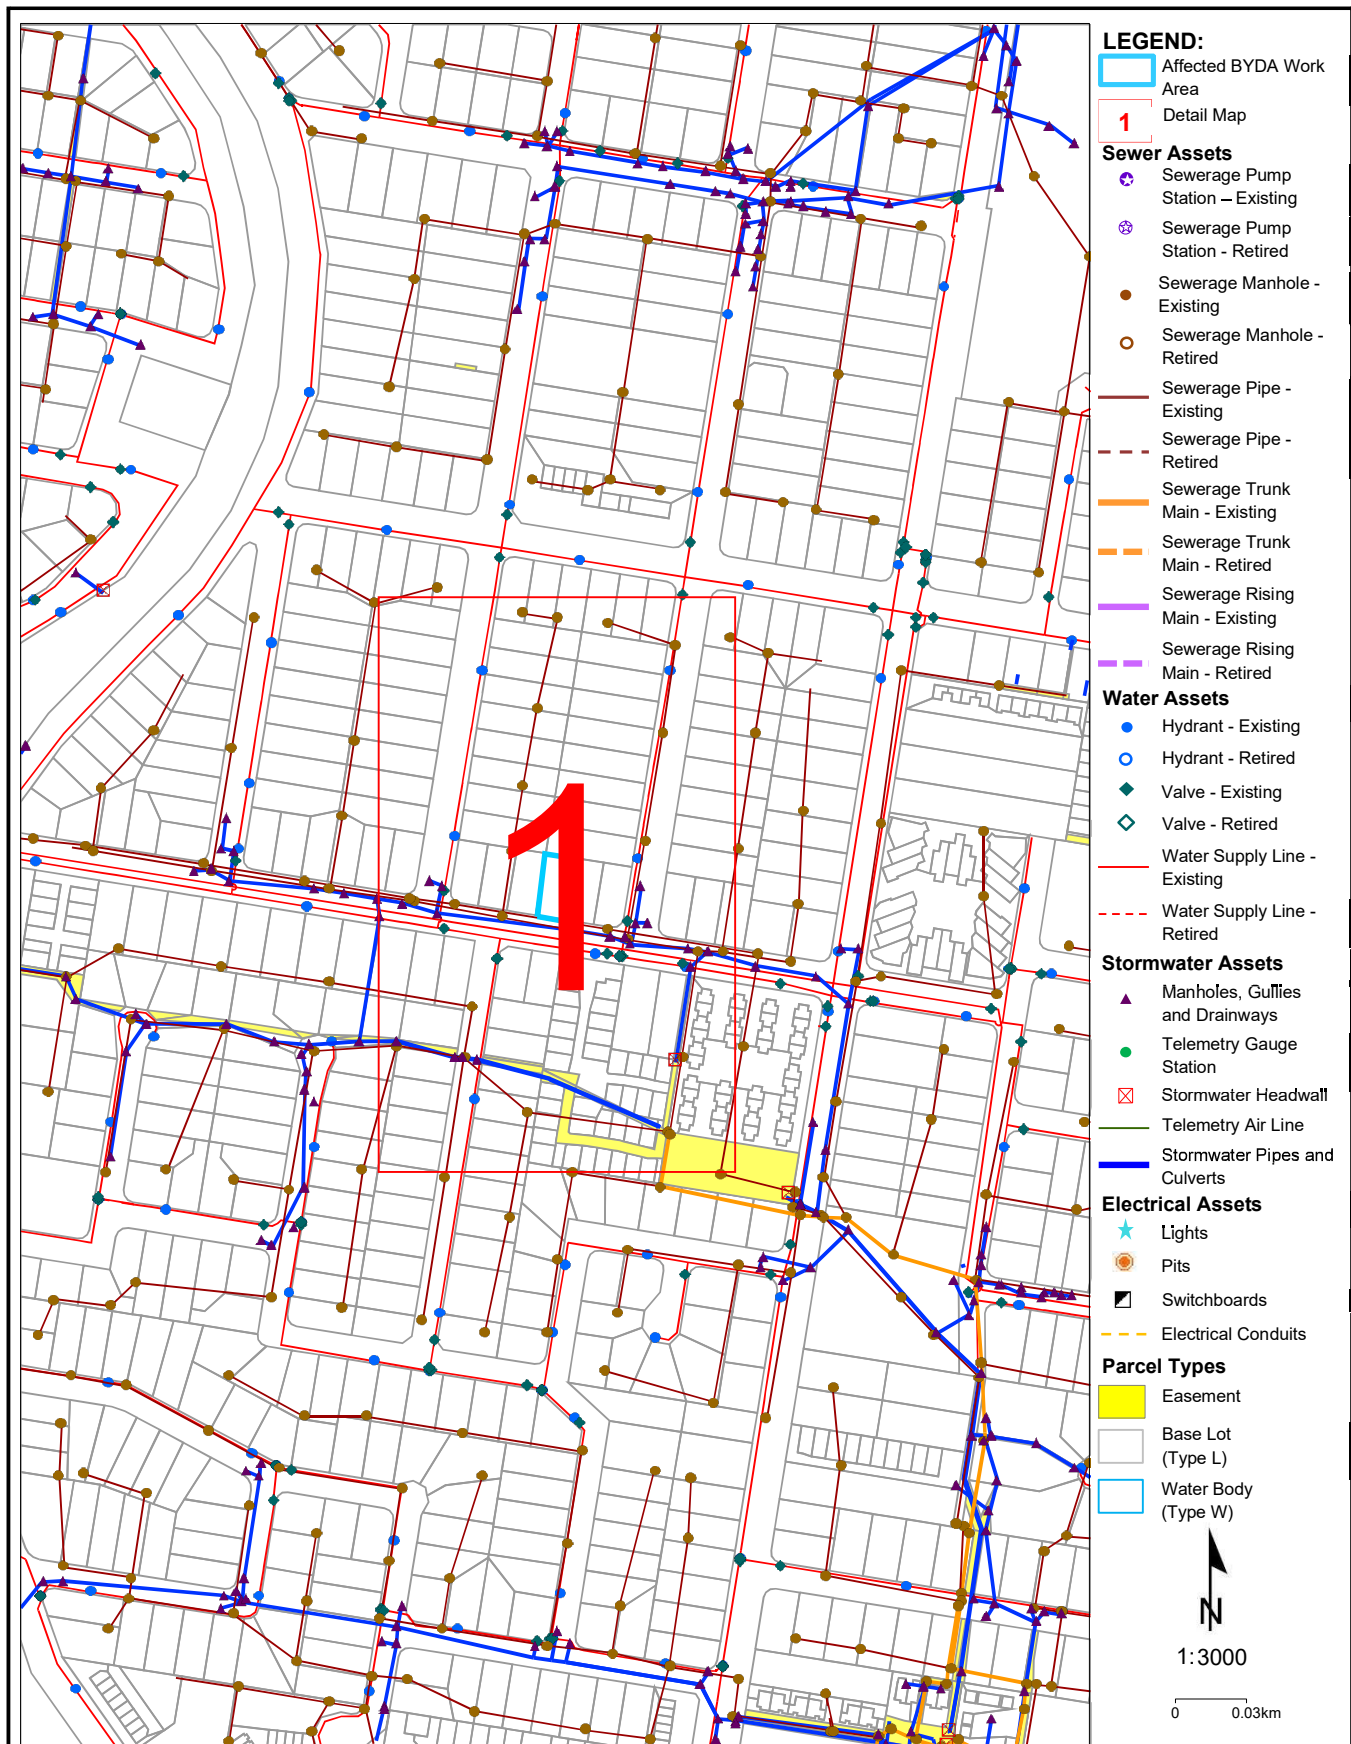 LEGEND:
Affected BYDA Work
Area
1
Detail Map
Sewer Assets
Sewerage Pump
Station – Existing
Sewerage Pump
Station - Retired
Sewerage Manhole -
Existing
Sewerage Manhole -
Retired
Sewerage Pipe -
Existing
Sewerage Pipe -
Retired
Sewerage Trunk
Main - Existing
Sewerage Trunk
Main - Retired
Sewerage Rising
Main - Existing
Sewerage Rising
Main - Retired
Water Assets
Hydrant - Existing
Hydrant - Retired
Valve - Existing
Valve - Retired
Water Supply Line -
Existing
Water Supply Line -
Retired
Stormwater Assets
Manholes, Gullies
and Drainways
Telemetry Gauge
Station
Stormwater Headwall
Telemetry Air Line
Stormwater Pipes and
Culverts
Electrical Assets
Lights
Pits
Switchboards
Electrical Conduits
Parcel Types
Easement
Base Lot
(Type L)
Water Body
(Type W)
N
1:3000
0 0.03km
1